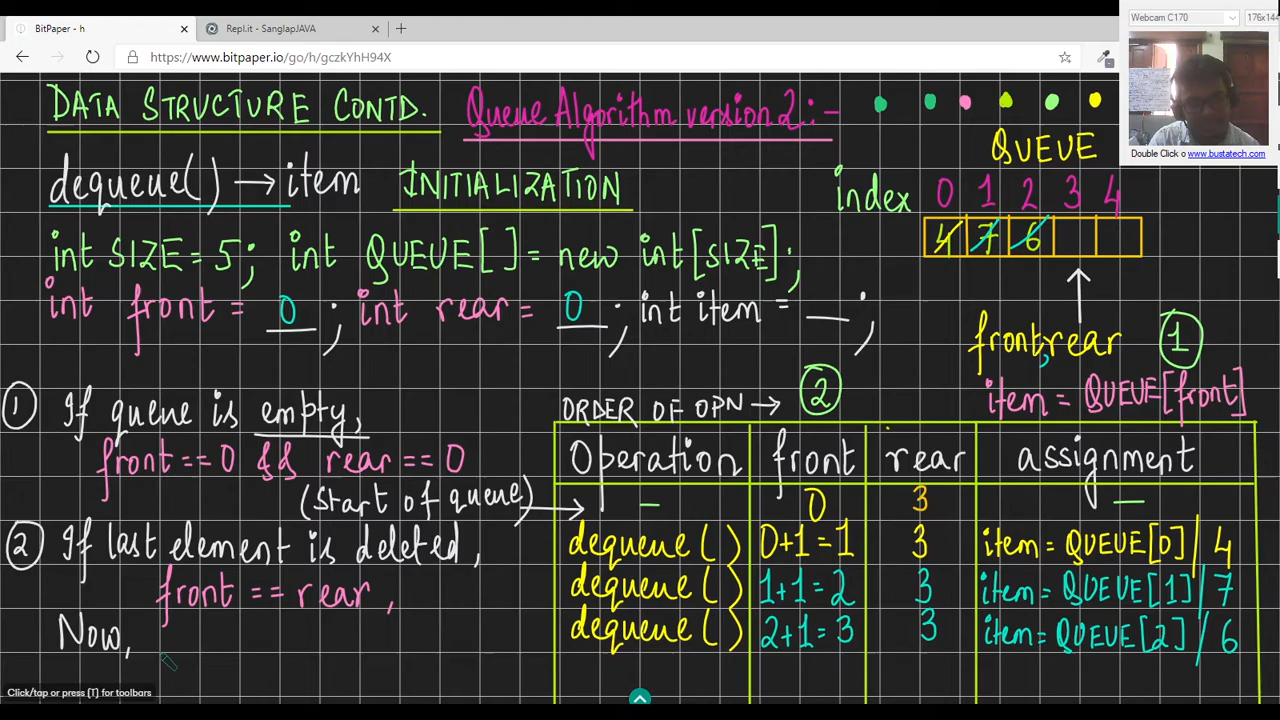 BitPaper - h
Repl.it - SanglapJAVA
https://www.bitpaper.io/go/h/gczkYhH94X
Webcam C170
176x144
Double Click o www.bustatech.com
DATA STRUCTURE CONTD. Queue Algorithm version 2 :-
QUEUE
dequeue() → item INITIALIZATION
index 0 1 2 3 4
4 7 6
int SIZE = 5; int QUEUE[ ] = new int[SIZE];
int front = 0 ; int rear = 0 ; int item = __ ;
front, rear 1
item = QUEUE[front]
1 If queue is empty,
front == 0 && rear == 0
(start of queue)
2 If last element is deleted,
front == rear,
Now,
ORDER OF OPN → 2
Operation front rear assignment
— 0 3 —
dequeue( ) 0+1 = 1 3 item = QUEUE[0] / 4
dequeue( ) 1+1 = 2 3 item = QUEUE[1] / 7
dequeue( ) 2+1 = 3 3 item = QUEUE[2] / 6
Click/tap or press [T] for toolbars